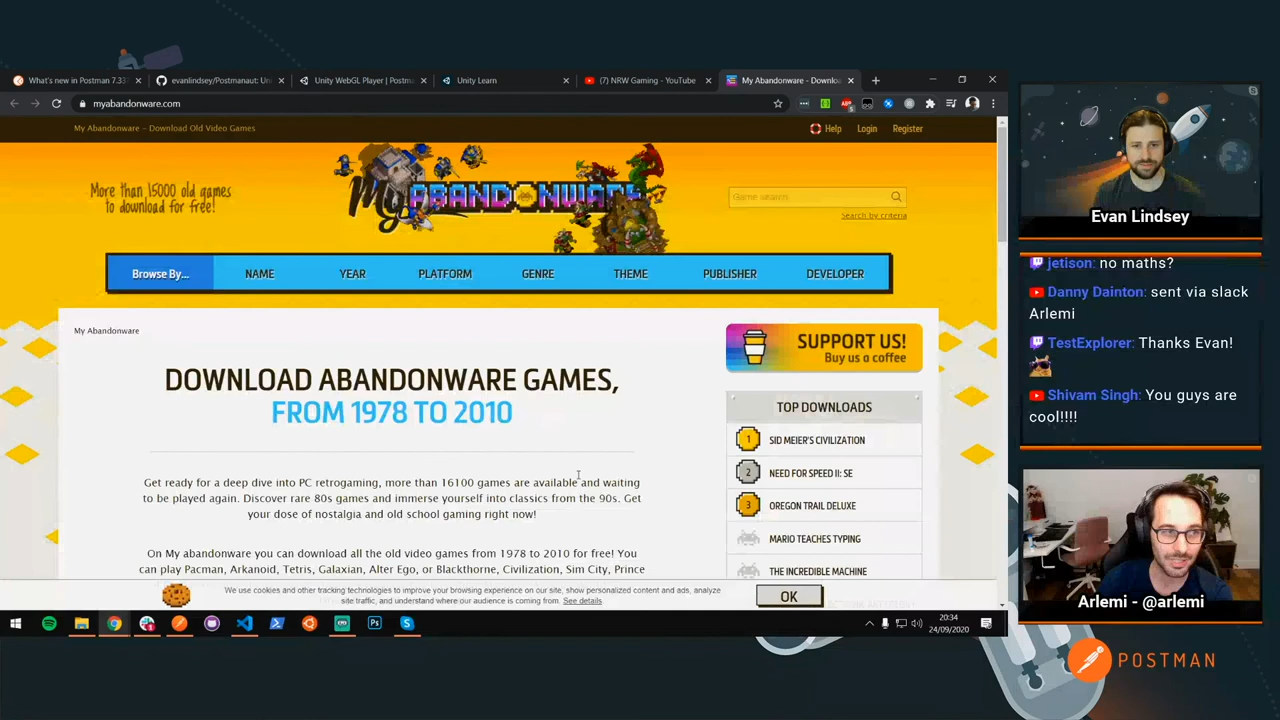 What's new in Postman 7.33
evanlindsey/Postmanaut: Un
Unity WebGL Player | Postm
Unity Learn
(7) NRW Gaming - YouTube
My Abandonware - Downloa
myabandonware.com
My Abandonware - Download Old Video Games
Help
Login
Register
More than 15000 old games
to download for free!
My ABANDONWARE
Game search
Search by criteria
Browse By...
NAME
YEAR
PLATFORM
GENRE
THEME
PUBLISHER
DEVELOPER
My Abandonware
DOWNLOAD ABANDONWARE GAMES,
FROM 1978 TO 2010
Get ready for a deep dive into PC retrogaming, more than 16100 games are available and waiting
to be played again. Discover rare 80s games and immerse yourself into classics from the 90s. Get
your dose of nostalgia and old school gaming right now!
On My abandonware you can download all the old video games from 1978 to 2010 for free! You
can play Pacman, Arkanoid, Tetris, Galaxian, Alter Ego, or Blackthorne, Civilization, Sim City, Prince
SUPPORT US!
Buy us a coffee
TOP DOWNLOADS
1 SID MEIER'S CIVILIZATION
2 NEED FOR SPEED II: SE
3 OREGON TRAIL DELUXE
MARIO TEACHES TYPING
THE INCREDIBLE MACHINE
We use cookies and other tracking technologies to improve your browsing experience on our site, show personalized content and ads, analyze
site traffic, and understand where our audience is coming from. See details
OK
20:34
24/09/2020
Evan Lindsey
jetison: no maths?
Danny Dainton: sent via slack
Arlemi
TestExplorer: Thanks Evan!
Shivam Singh: You guys are
cool!!!!
Arlemi - @arlemi
POSTMAN